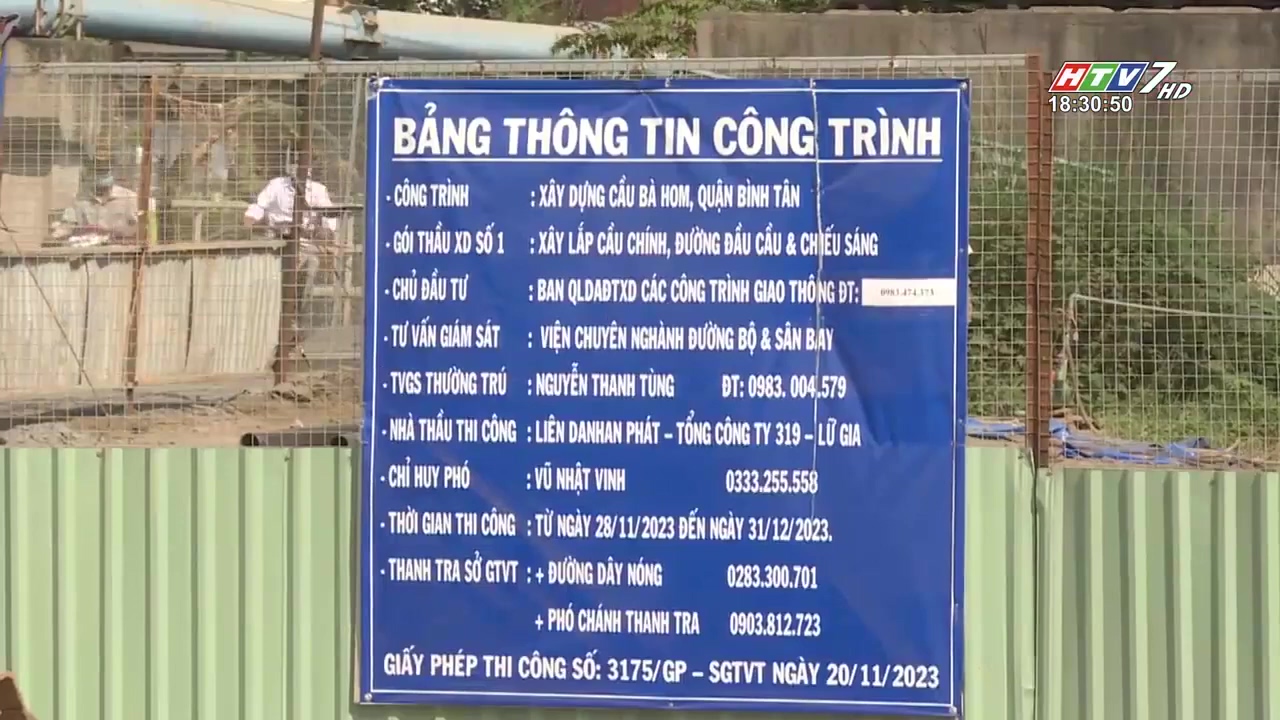 HTV7 HD
18:30:50
BẢNG THÔNG TIN CÔNG TRÌNH
- CÔNG TRÌNH : XÂY DỰNG CẦU BÀ HOM, QUẬN BÌNH TÂN
- GÓI THẦU XD SỐ 1 : XÂY LẮP CẦU CHÍNH, ĐƯỜNG ĐẦU CẦU & CHIẾU SÁNG
- CHỦ ĐẦU TƯ : BAN QLDAĐTXD CÁC CÔNG TRÌNH GIAO THÔNG ĐT: 0983.474.373
- TƯ VẤN GIÁM SÁT : VIỆN CHUYÊN NGHÀNH ĐƯỜNG BỘ & SÂN BAY
- TVGS THƯỜNG TRÚ : NGUYỄN THANH TÙNG ĐT: 0983. 004.579
- NHÀ THẦU THI CÔNG : LIÊN DANHAN PHÁT – TỔNG CÔNG TY 319 – LỮ GIA
- CHỈ HUY PHÓ : VŨ NHẬT VINH 0333.255.558
- THỜI GIAN THI CÔNG : TỪ NGÀY 28/11/2023 ĐẾN NGÀY 31/12/2023.
- THANH TRA SỞ GTVT : + ĐƯỜNG DÂY NÓNG 0283.300.701
+ PHÓ CHÁNH THANH TRA 0903.812.723
GIẤY PHÉP THI CÔNG SỐ: 3175/GP – SGTVT NGÀY 20/11/2023